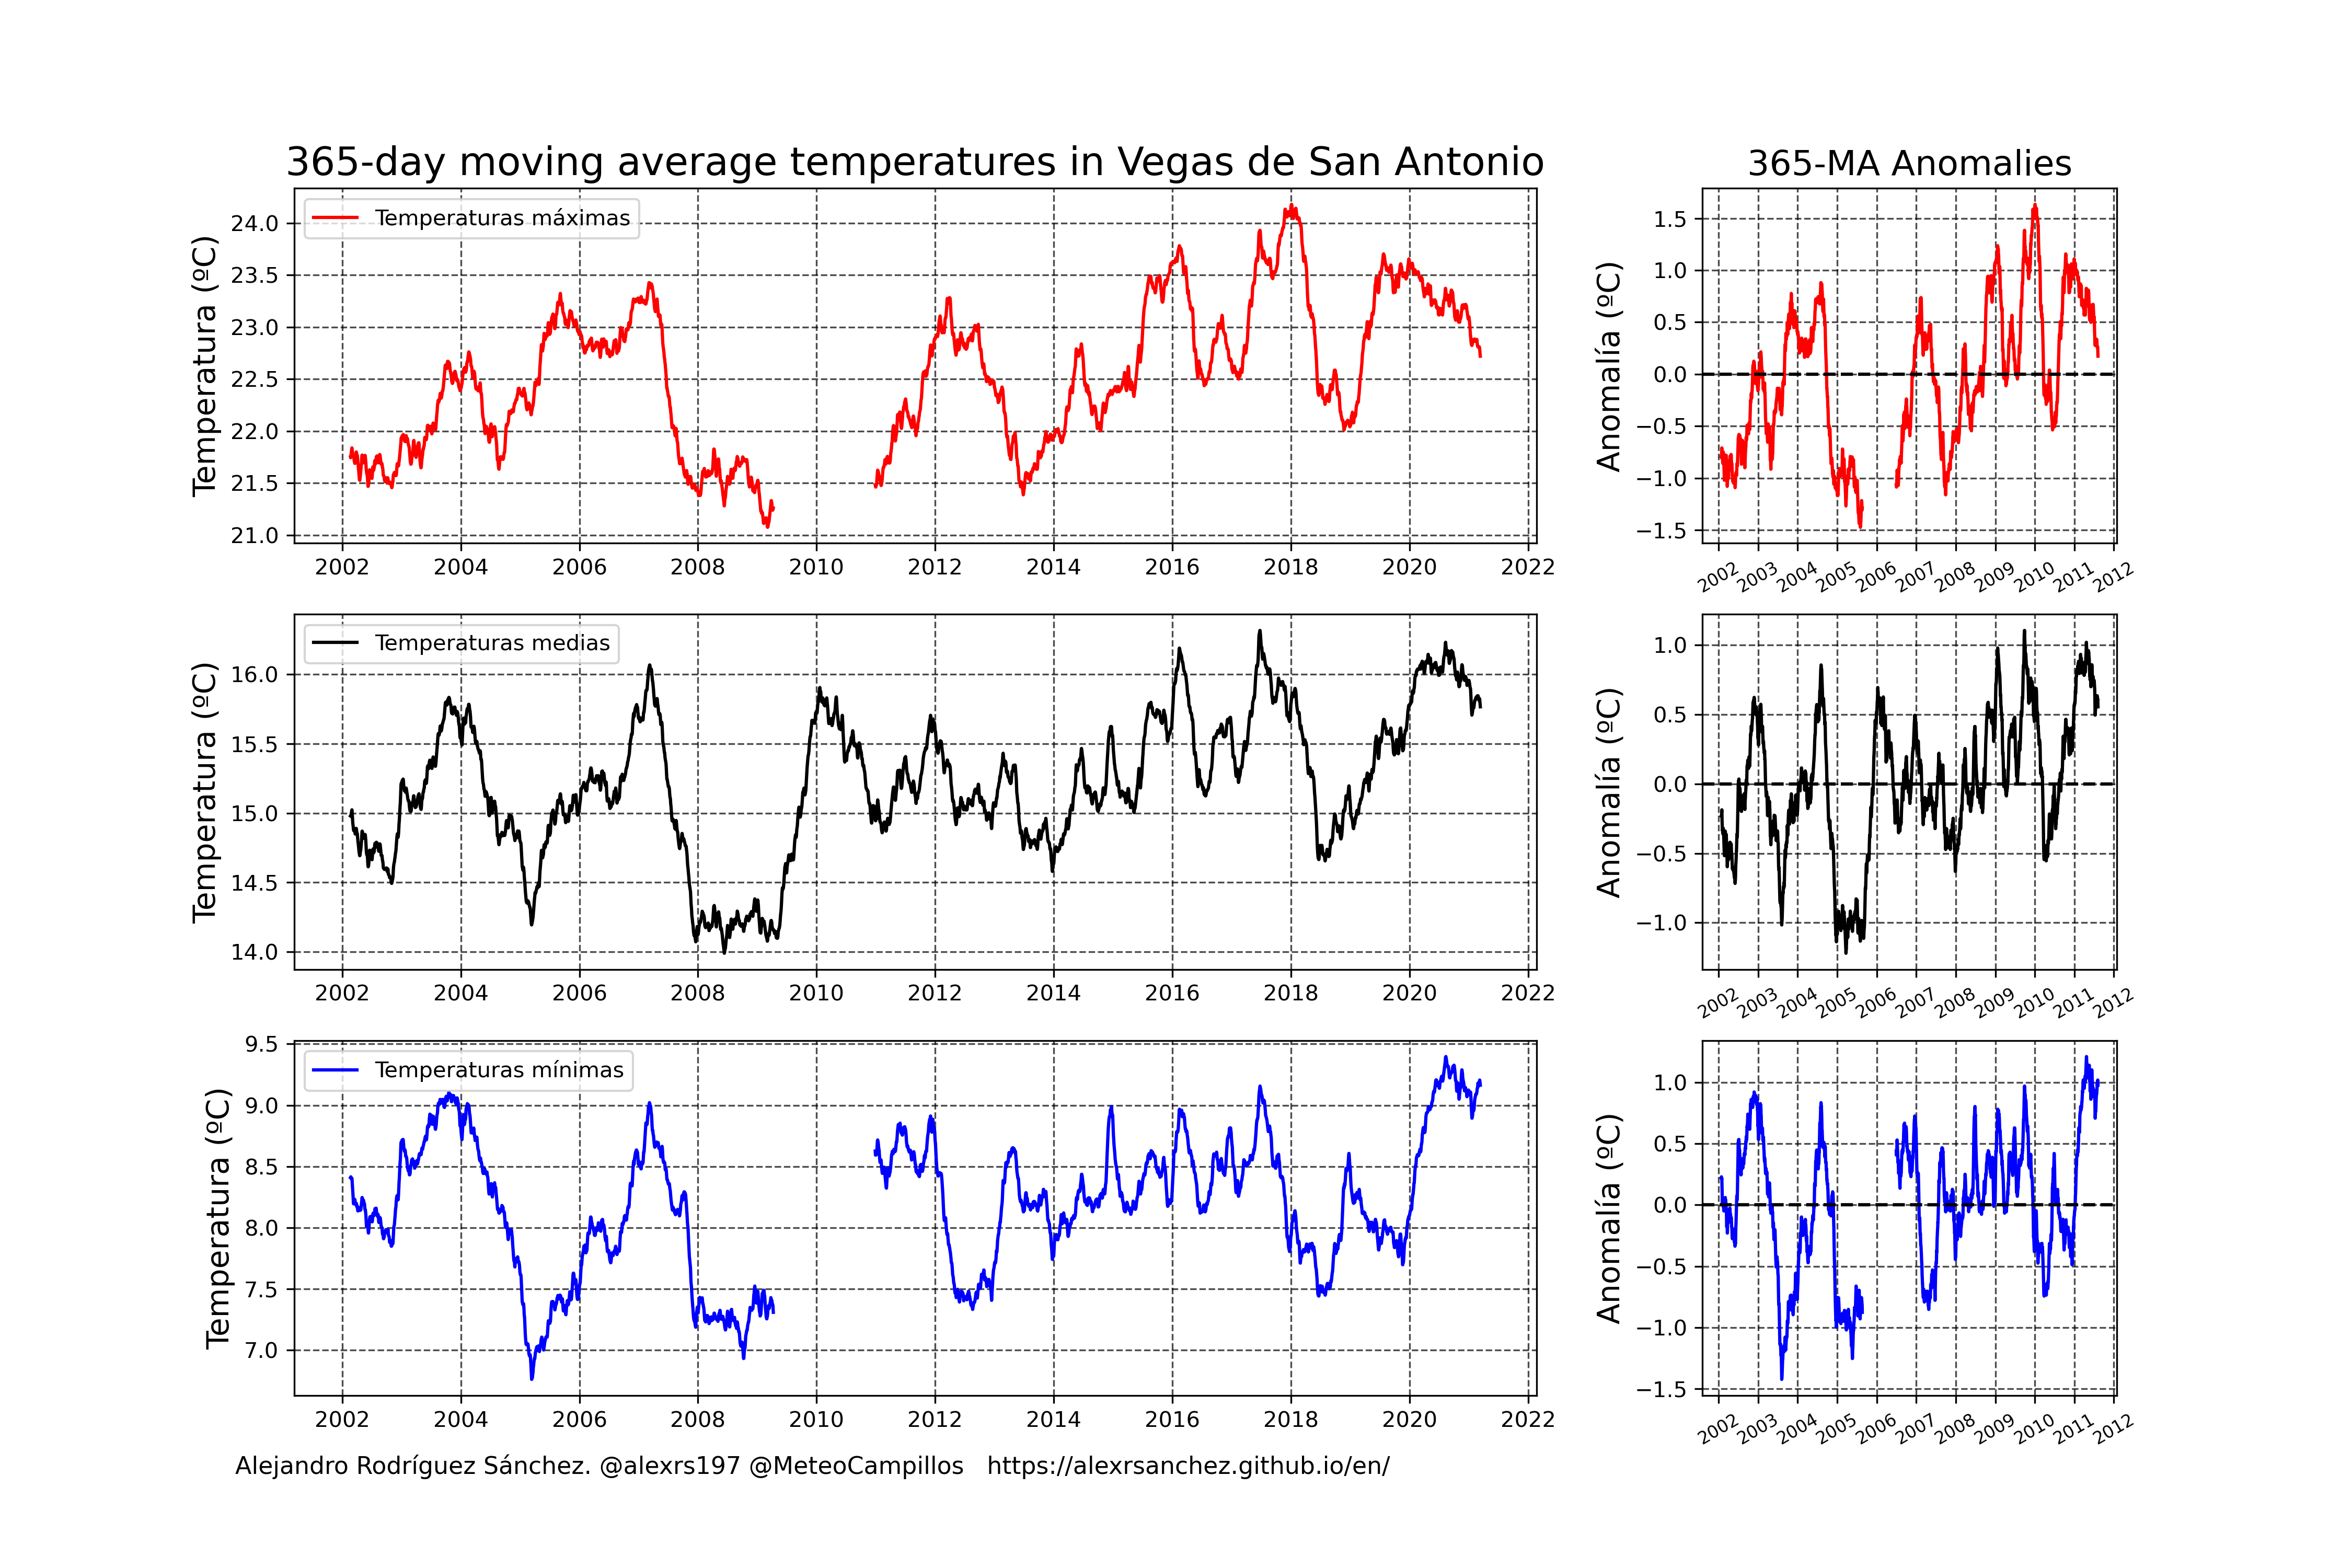 365-day moving average temperatures in Vegas de San Antonio
365-MA Anomalies
Temperaturas máximas
Temperatura (ºC)
24.0
23.5
23.0
22.5
22.0
21.5
21.0
2002 2004 2006 2008 2010 2012 2014 2016 2018 2020 2022
Anomalía (ºC)
1.5
1.0
0.5
0.0
−0.5
−1.0
−1.5
2002 2003 2004 2005 2006 2007 2008 2009 2010 2011 2012
Temperaturas medias
Temperatura (ºC)
16.0
15.5
15.0
14.5
14.0
2002 2004 2006 2008 2010 2012 2014 2016 2018 2020 2022
Anomalía (ºC)
1.0
0.5
0.0
−0.5
−1.0
2002 2003 2004 2005 2006 2007 2008 2009 2010 2011 2012
Temperaturas mínimas
Temperatura (ºC)
9.5
9.0
8.5
8.0
7.5
7.0
2002 2004 2006 2008 2010 2012 2014 2016 2018 2020 2022
Anomalía (ºC)
1.0
0.5
0.0
−0.5
−1.0
−1.5
2002 2003 2004 2005 2006 2007 2008 2009 2010 2011 2012
Alejandro Rodríguez Sánchez. @alexrs197 @MeteoCampillos https://alexrsanchez.github.io/en/